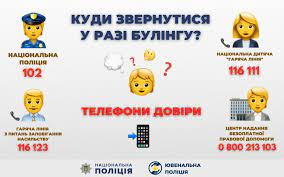 КУДИ ЗВЕРНУТИСЯ
У РАЗІ БУЛІНГУ?
НАЦІОНАЛЬНА
ПОЛІЦІЯ
102
НАЦІОНАЛЬНА ДИТЯЧА
"ГАРЯЧА ЛІНІЯ"
116 111
ТЕЛЕФОНИ ДОВІРИ
ГАРЯЧА ЛІНІЯ
З ПИТАНЬ ЗАПОБІГАННЯ
НАСИЛЬСТВУ
116 123
ЦЕНТР НАДАННЯ
БЕЗОПЛАТНОЇ
ПРАВОВОЇ ДОПОМОГИ
0 800 213 103
НАЦІОНАЛЬНА
ПОЛІЦІЯ
ЮВЕНАЛЬНА
ПОЛІЦІЯ